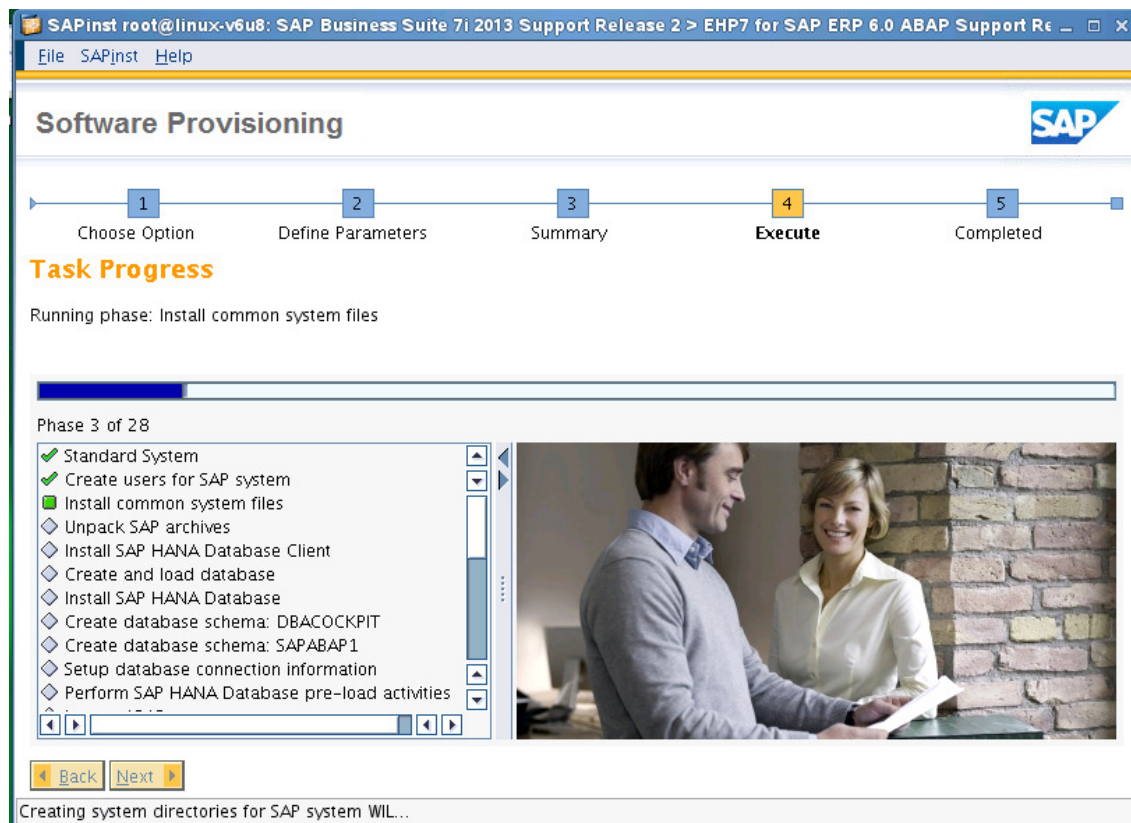 SAPinst root@linux-v6u8: SAP Business Suite 7i 2013 Support Release 2 > EHP7 for SAP ERP 6.0 ABAP Support Re
File SAPinst Help
Software Provisioning
SAP
1 2 3 4 5
Choose Option Define Parameters Summary Execute Completed
Task Progress
Running phase: Install common system files
Phase 3 of 28
Standard System
Create users for SAP system
Install common system files
Unpack SAP archives
Install SAP HANA Database Client
Create and load database
Install SAP HANA Database
Create database schema: DBACOCKPIT
Create database schema: SAPABAP1
Setup database connection information
Perform SAP HANA Database pre-load activities
Back Next
Creating system directories for SAP system WIL...